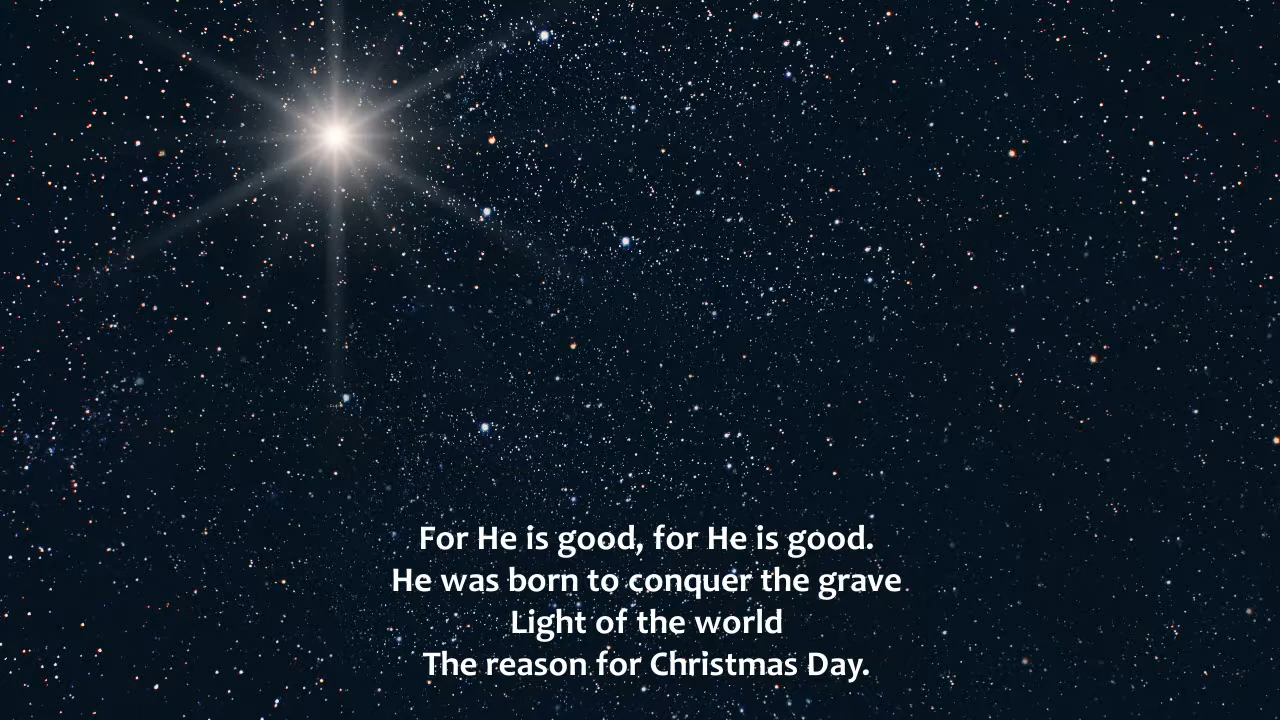 For He is good, for He is good.
He was born to conquer the grave
Light of the world
The reason for Christmas Day.